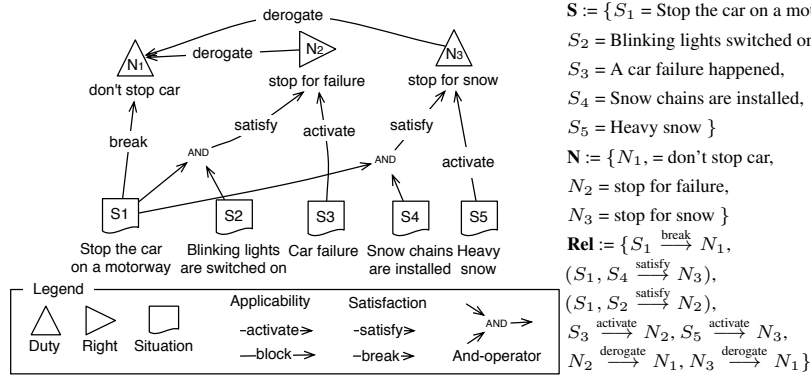 derogate
derogate
N₁
N₂
N₃
don't stop car
stop for failure
stop for snow
break
satisfy
activate
satisfy
activate
AND
AND
S1
S2
S3
S4
S5
Stop the car
on a motorway
Blinking lights
are switched on
Car failure
Snow chains
are installed
Heavy
snow
Legend
Duty
Right
Situation
Applicability
activate
block
Satisfaction
satisfy
break
AND
And-operator
S := {S₁ = Stop the car on a
S₂ = Blinking lights switched
S₃ = A car failure happened,
S₄ = Snow chains are installed,
S₅ = Heavy snow }
N := {N₁, = don't stop car,
N₂ = stop for failure,
N₃ = stop for snow }
Rel := {S₁ break⟶ N₁,
(S₁, S₄ satisfy⟶ N₃),
(S₁, S₂ satisfy⟶ N₂),
S₃ activate⟶ N₂, S₅ activate⟶ N₃,
N₂ derogate⟶ N₁, N₃ derogate⟶ N₁}